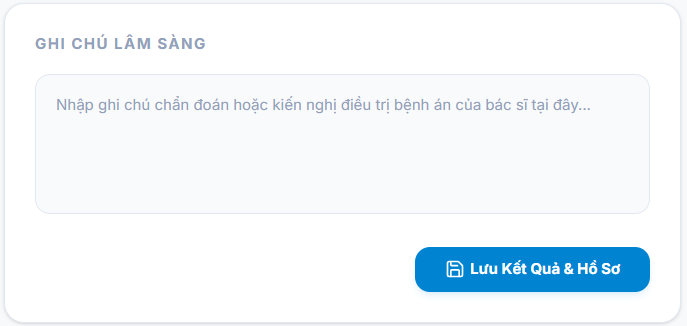 GHI CHÚ LÂM SÀNG
Nhập ghi chú chẩn đoán hoặc kiến nghị điều trị bệnh án của bác sĩ tại đây...
Lưu Kết Quả & Hồ Sơ